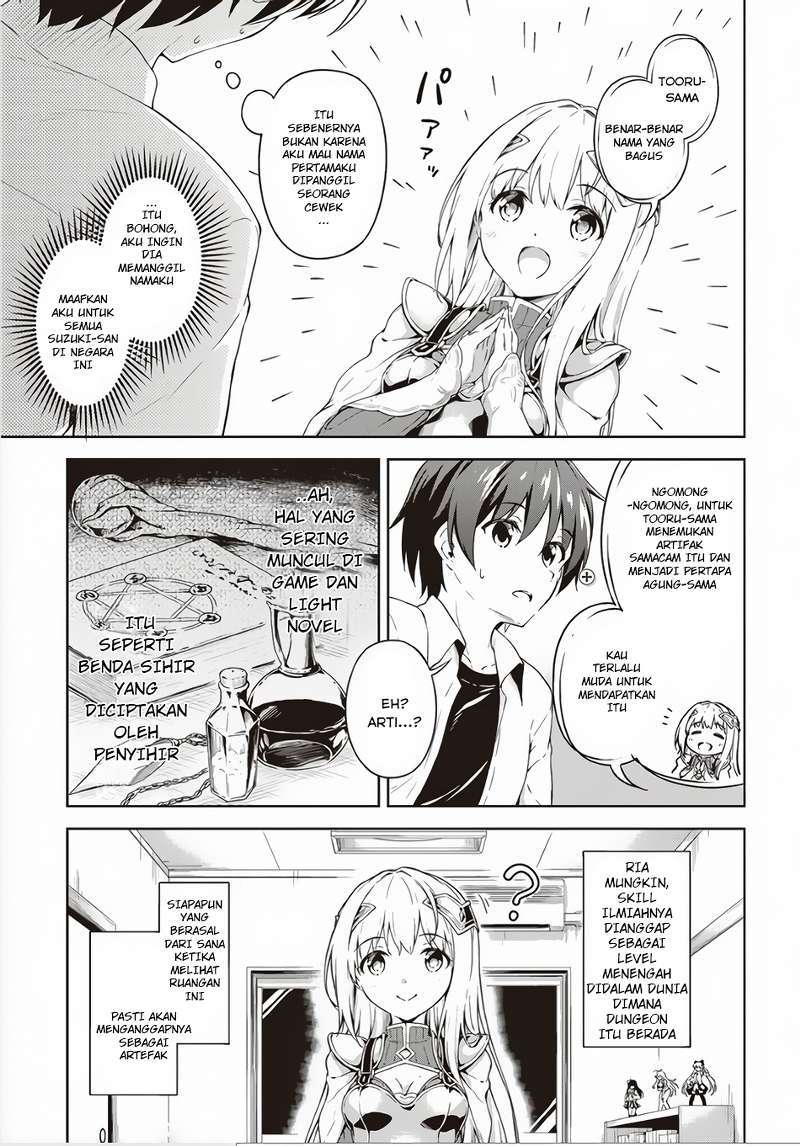 TOORU-
SAMA
BENAR-BENAR
NAMA YANG
BAGUS
パァァァッ
ITU
SEBENERNYA
BUKAN KARENA
AKU MAU NAMA
PERTAMAKU
DIPANGGIL
SEORANG
CEWEK
...
...
ITU
BOHONG,
AKU INGIN
DIA
MEMANGGIL
NAMAKU
MAAFKAN
AKU UNTUK
SEMUA
SUZUKI-SAN
DI NEGARA
INI
NGOMONG
-NGOMONG, UNTUK
TOORU-SAMA
MENEMUKAN
ARTIFAK
SAMACAM ITU DAN
MENJADI PERTAPA
AGUNG-SAMA
KAU
TERLALU
MUDA UNTUK
MENDAPATKAN
ITU
EH?
ARTI...?
..AH,
HAL YANG
SERING
MUNCUL DI
GAME DAN
LIGHT
NOVEL
ITU
SEPERTI
BENDA SIHIR
YANG
DICIPTAKAN
OLEH
PENYIHIR
RIA
MUNGKIN,
SKILL
ILMIAHNYA
DIANGGAP
SEBAGAI
LEVEL
MENENGAH
DIDALAM DUNIA
DIMANA
DUNGEON
ITU BERADA
?
SIAPAPUN
YANG
BERASAL
DARI SANA
KETIKA
MELIHAT
RUANGAN
INI
PASTI AKAN
MENGANGGAPNYA
SEBAGAI
ARTEFAK